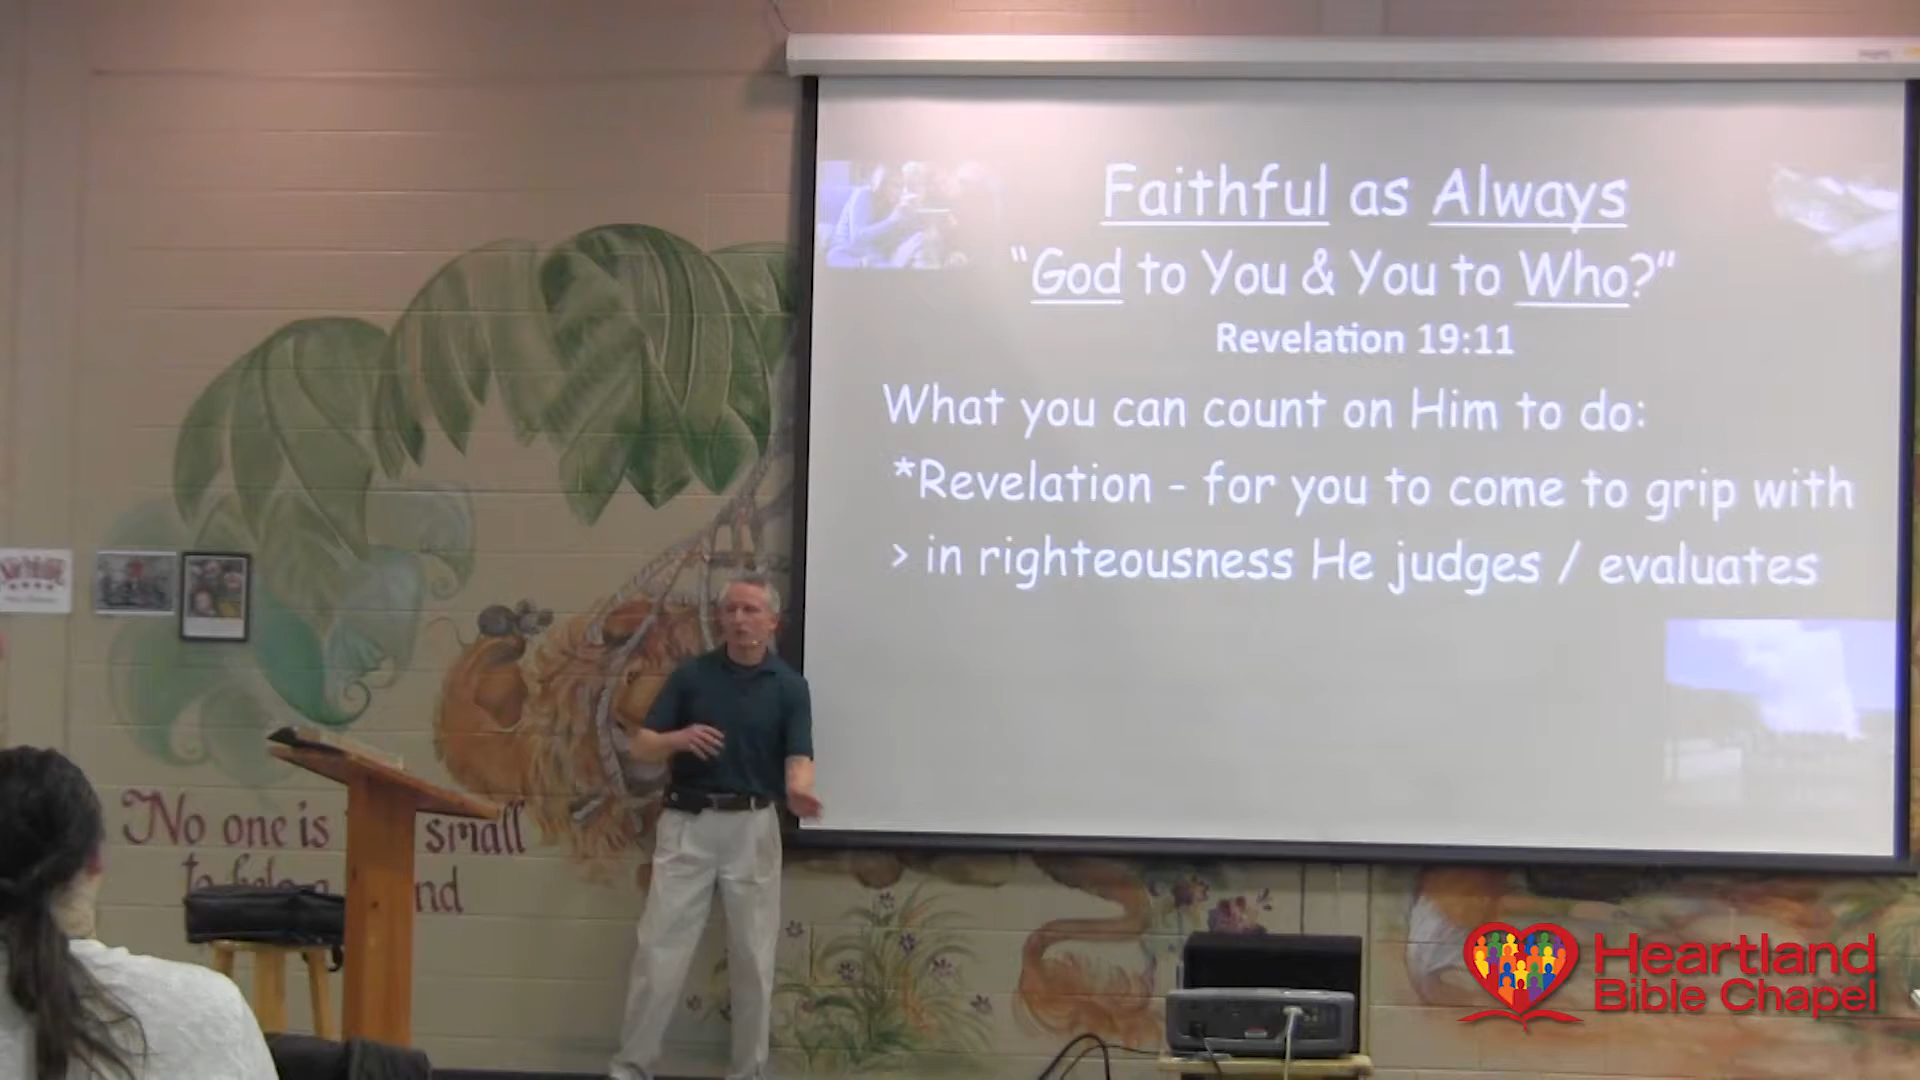 Faithful as Always
"God to You & You to Who?"
Revelation 19:11
What you can count on Him to do:
*Revelation - for you to come to grip with
> in righteousness He judges / evaluates
No one is small
to nd
Heartland
Bible Chapel